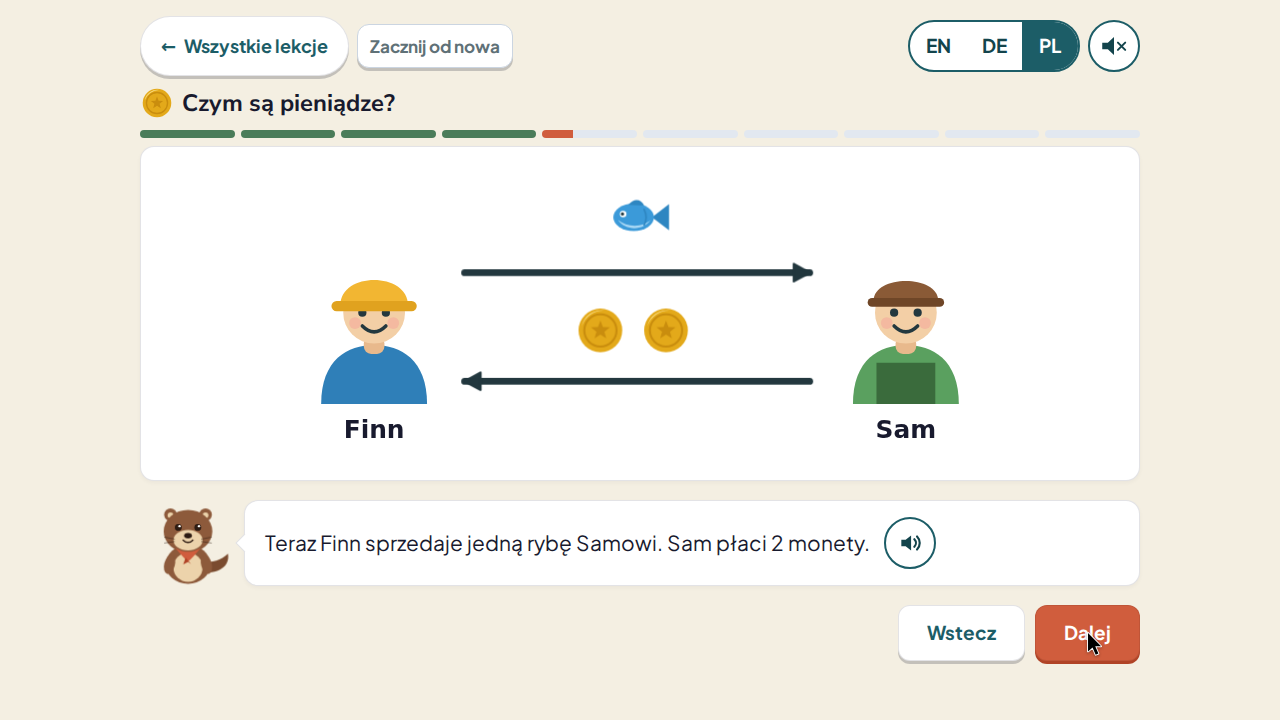 ← Wszystkie lekcje
Zacznij od nowa
EN DE PL
Czym są pieniądze?
Finn
Sam
Teraz Finn sprzedaje jedną rybę Samowi. Sam płaci 2 monety.
Wstecz
Dalej